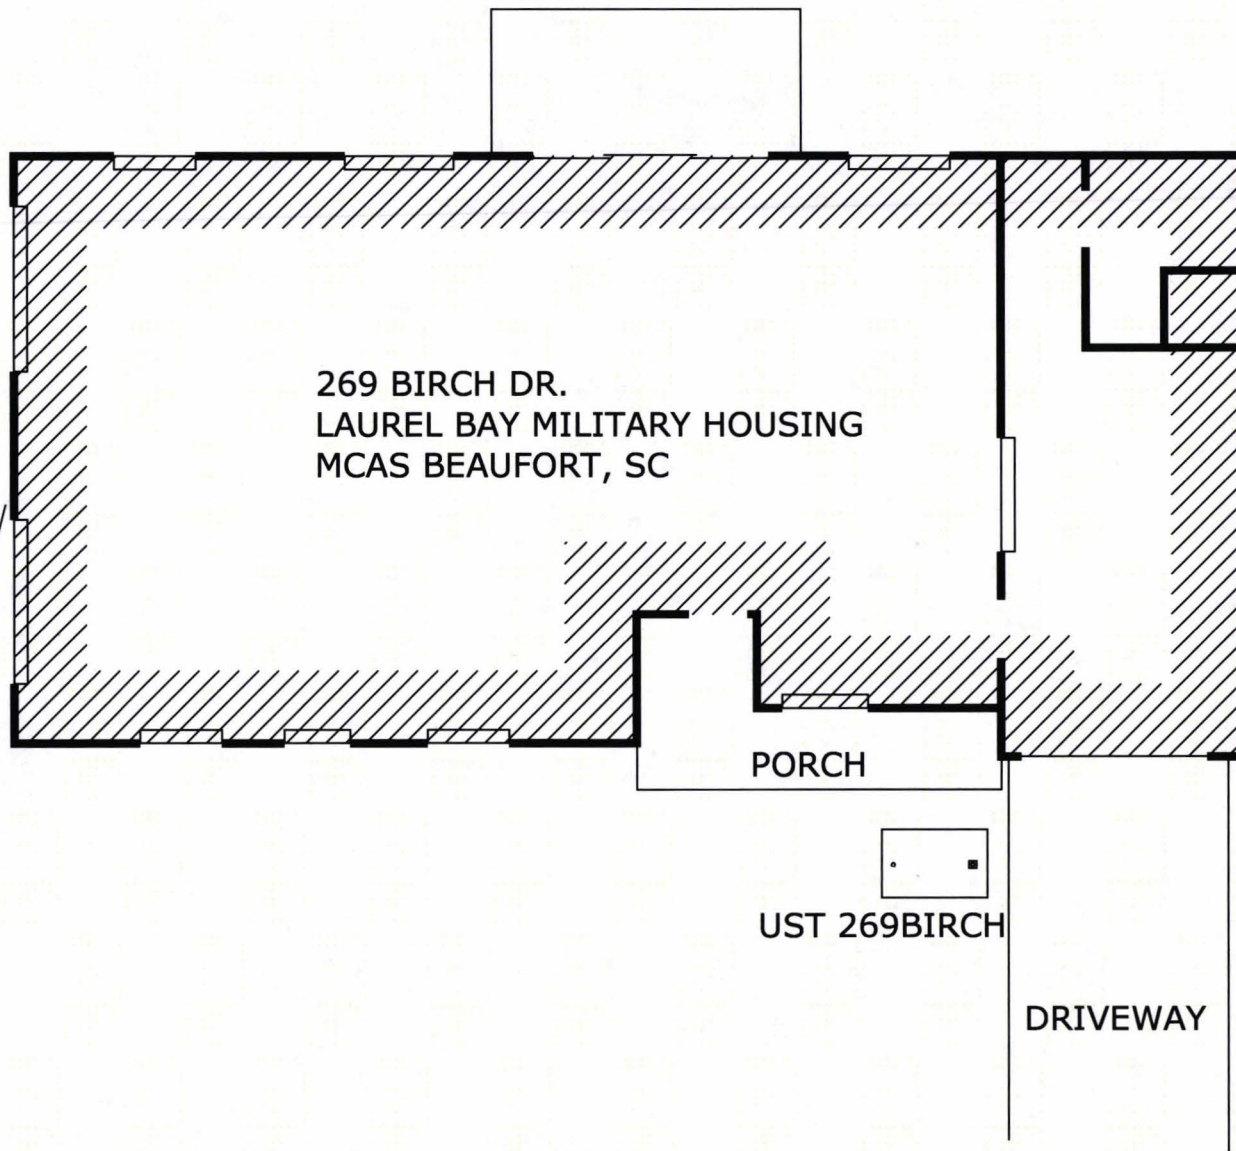 269 BIRCH DR.
LAUREL BAY MILITARY HOUSING
MCAS BEAUFORT, SC
PORCH
UST 269BIRCH
DRIVEWAY